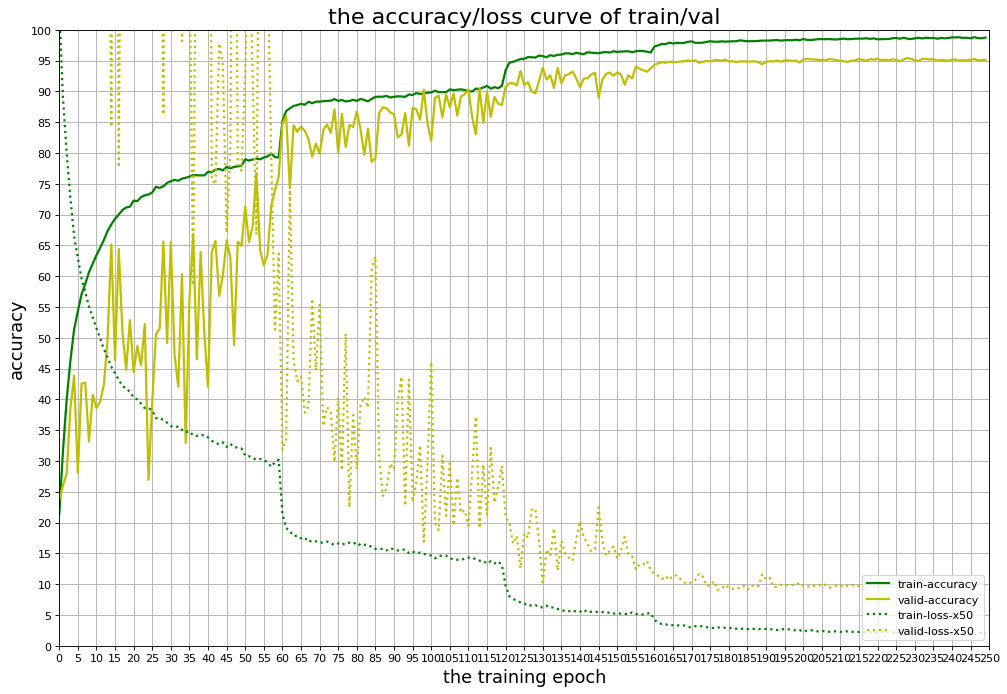 the accuracy/loss curve of train/val
accuracy
100
95
90
85
80
75
70
65
60
55
50
45
40
35
30
25
20
15
10
5
0
train-accuracy
valid-accuracy
train-loss-x50
valid-loss-x50
0 5 10 15 20 25 30 35 40 45 50 55 60 65 70 75 80 85 90 95 100 105 110 115 120 125 130 135 140 145 150 155 160 165 170 175 180 185 190 195 200 205 210 215 220 225 230 235 240 245 250
the training epoch